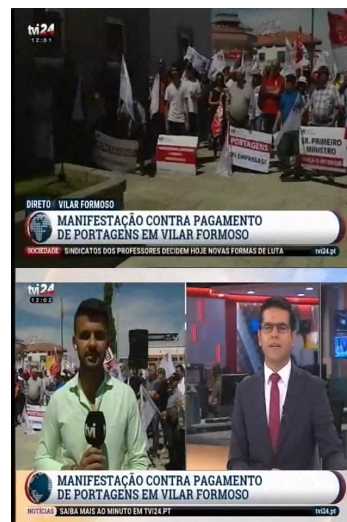 tvi24
12:01
PORTAGENS
SR. PRIMEIRO
MINISTRO
DIRETO / VILAR FORMOSO
MANIFESTAÇÃO CONTRA PAGAMENTO
DE PORTAGENS EM VILAR FORMOSO
SOCIEDADE SINDICATOS DOS PROFESSORES DECIDEM HOJE NOVAS FORMAS DE LUTA tvi24.pt
tvi24
12:02
tvi
MANIFESTAÇÃO CONTRA PAGAMENTO
DE PORTAGENS EM VILAR FORMOSO
NOTÍCIAS SAIBA MAIS AO MINUTO EM TVI24.PT tvi24.pt